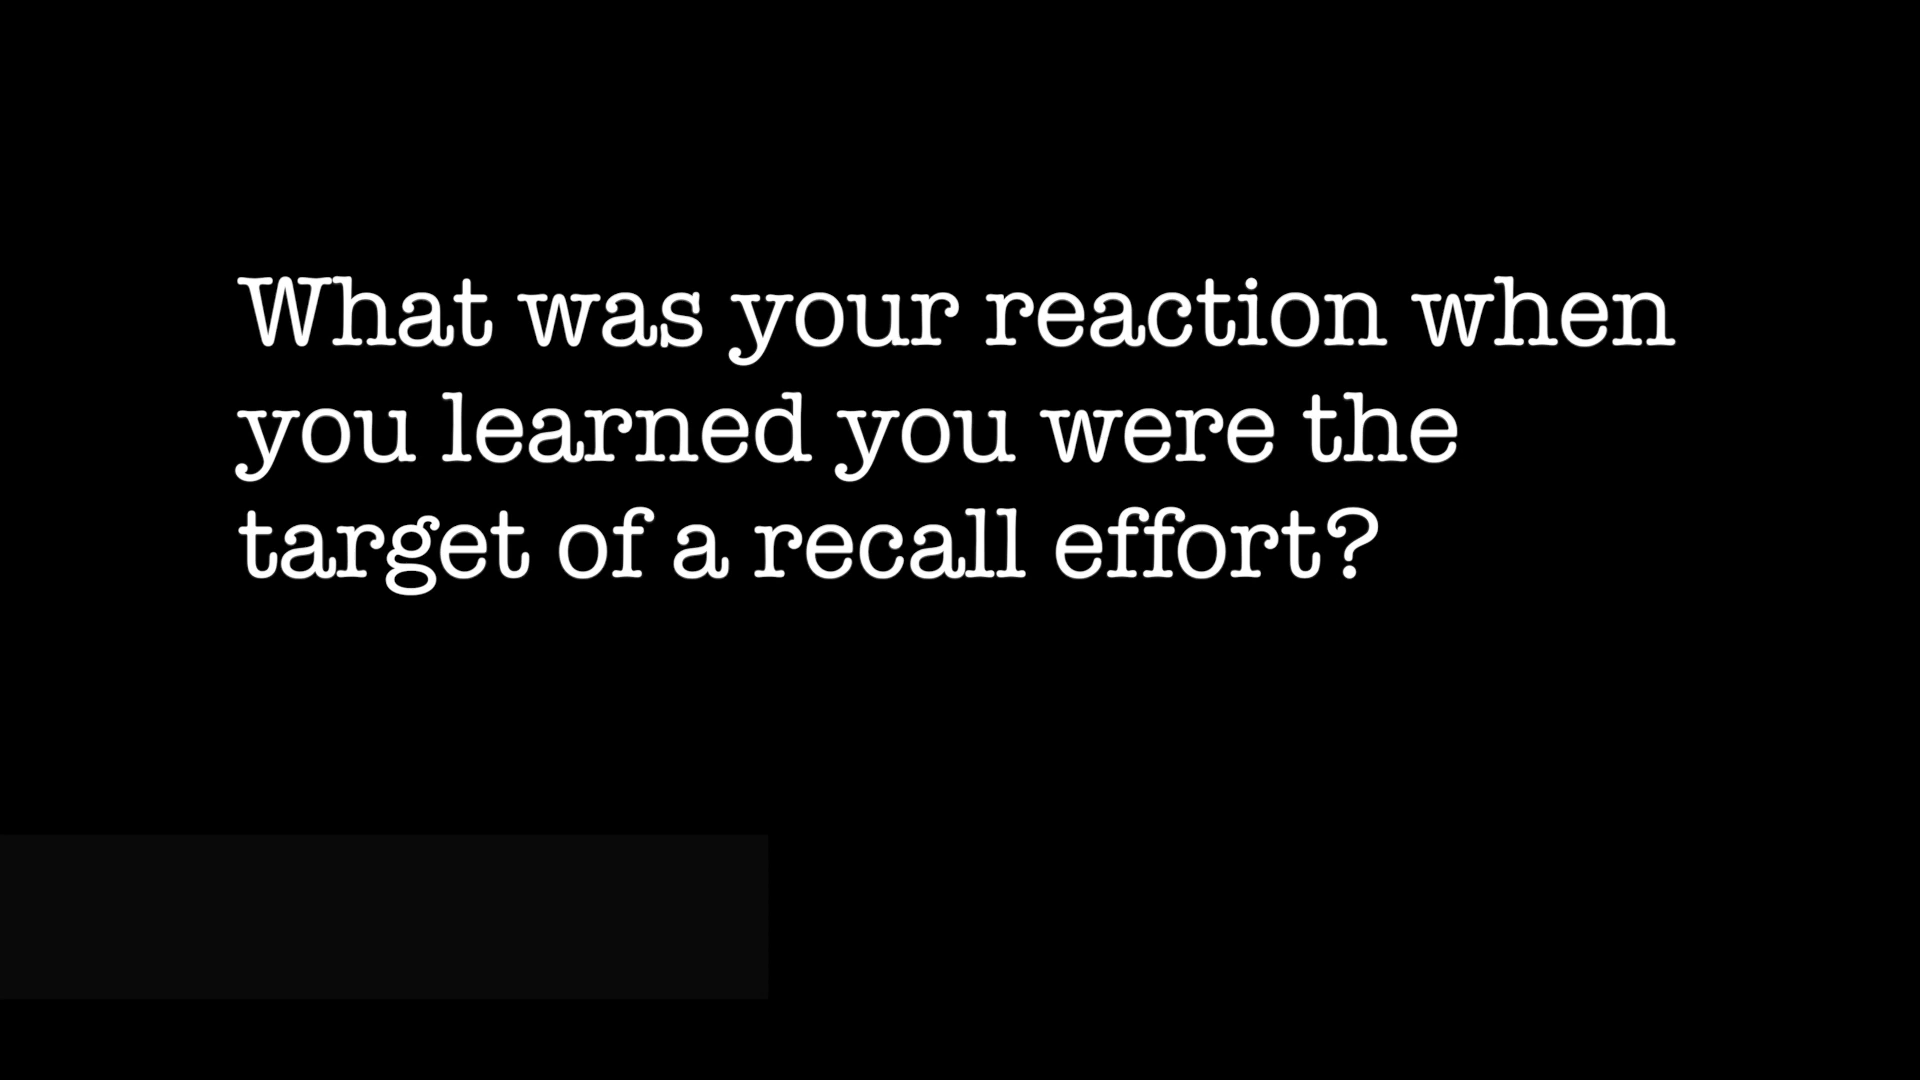 What was your reaction when
you learned you were the
target of a recall effort?